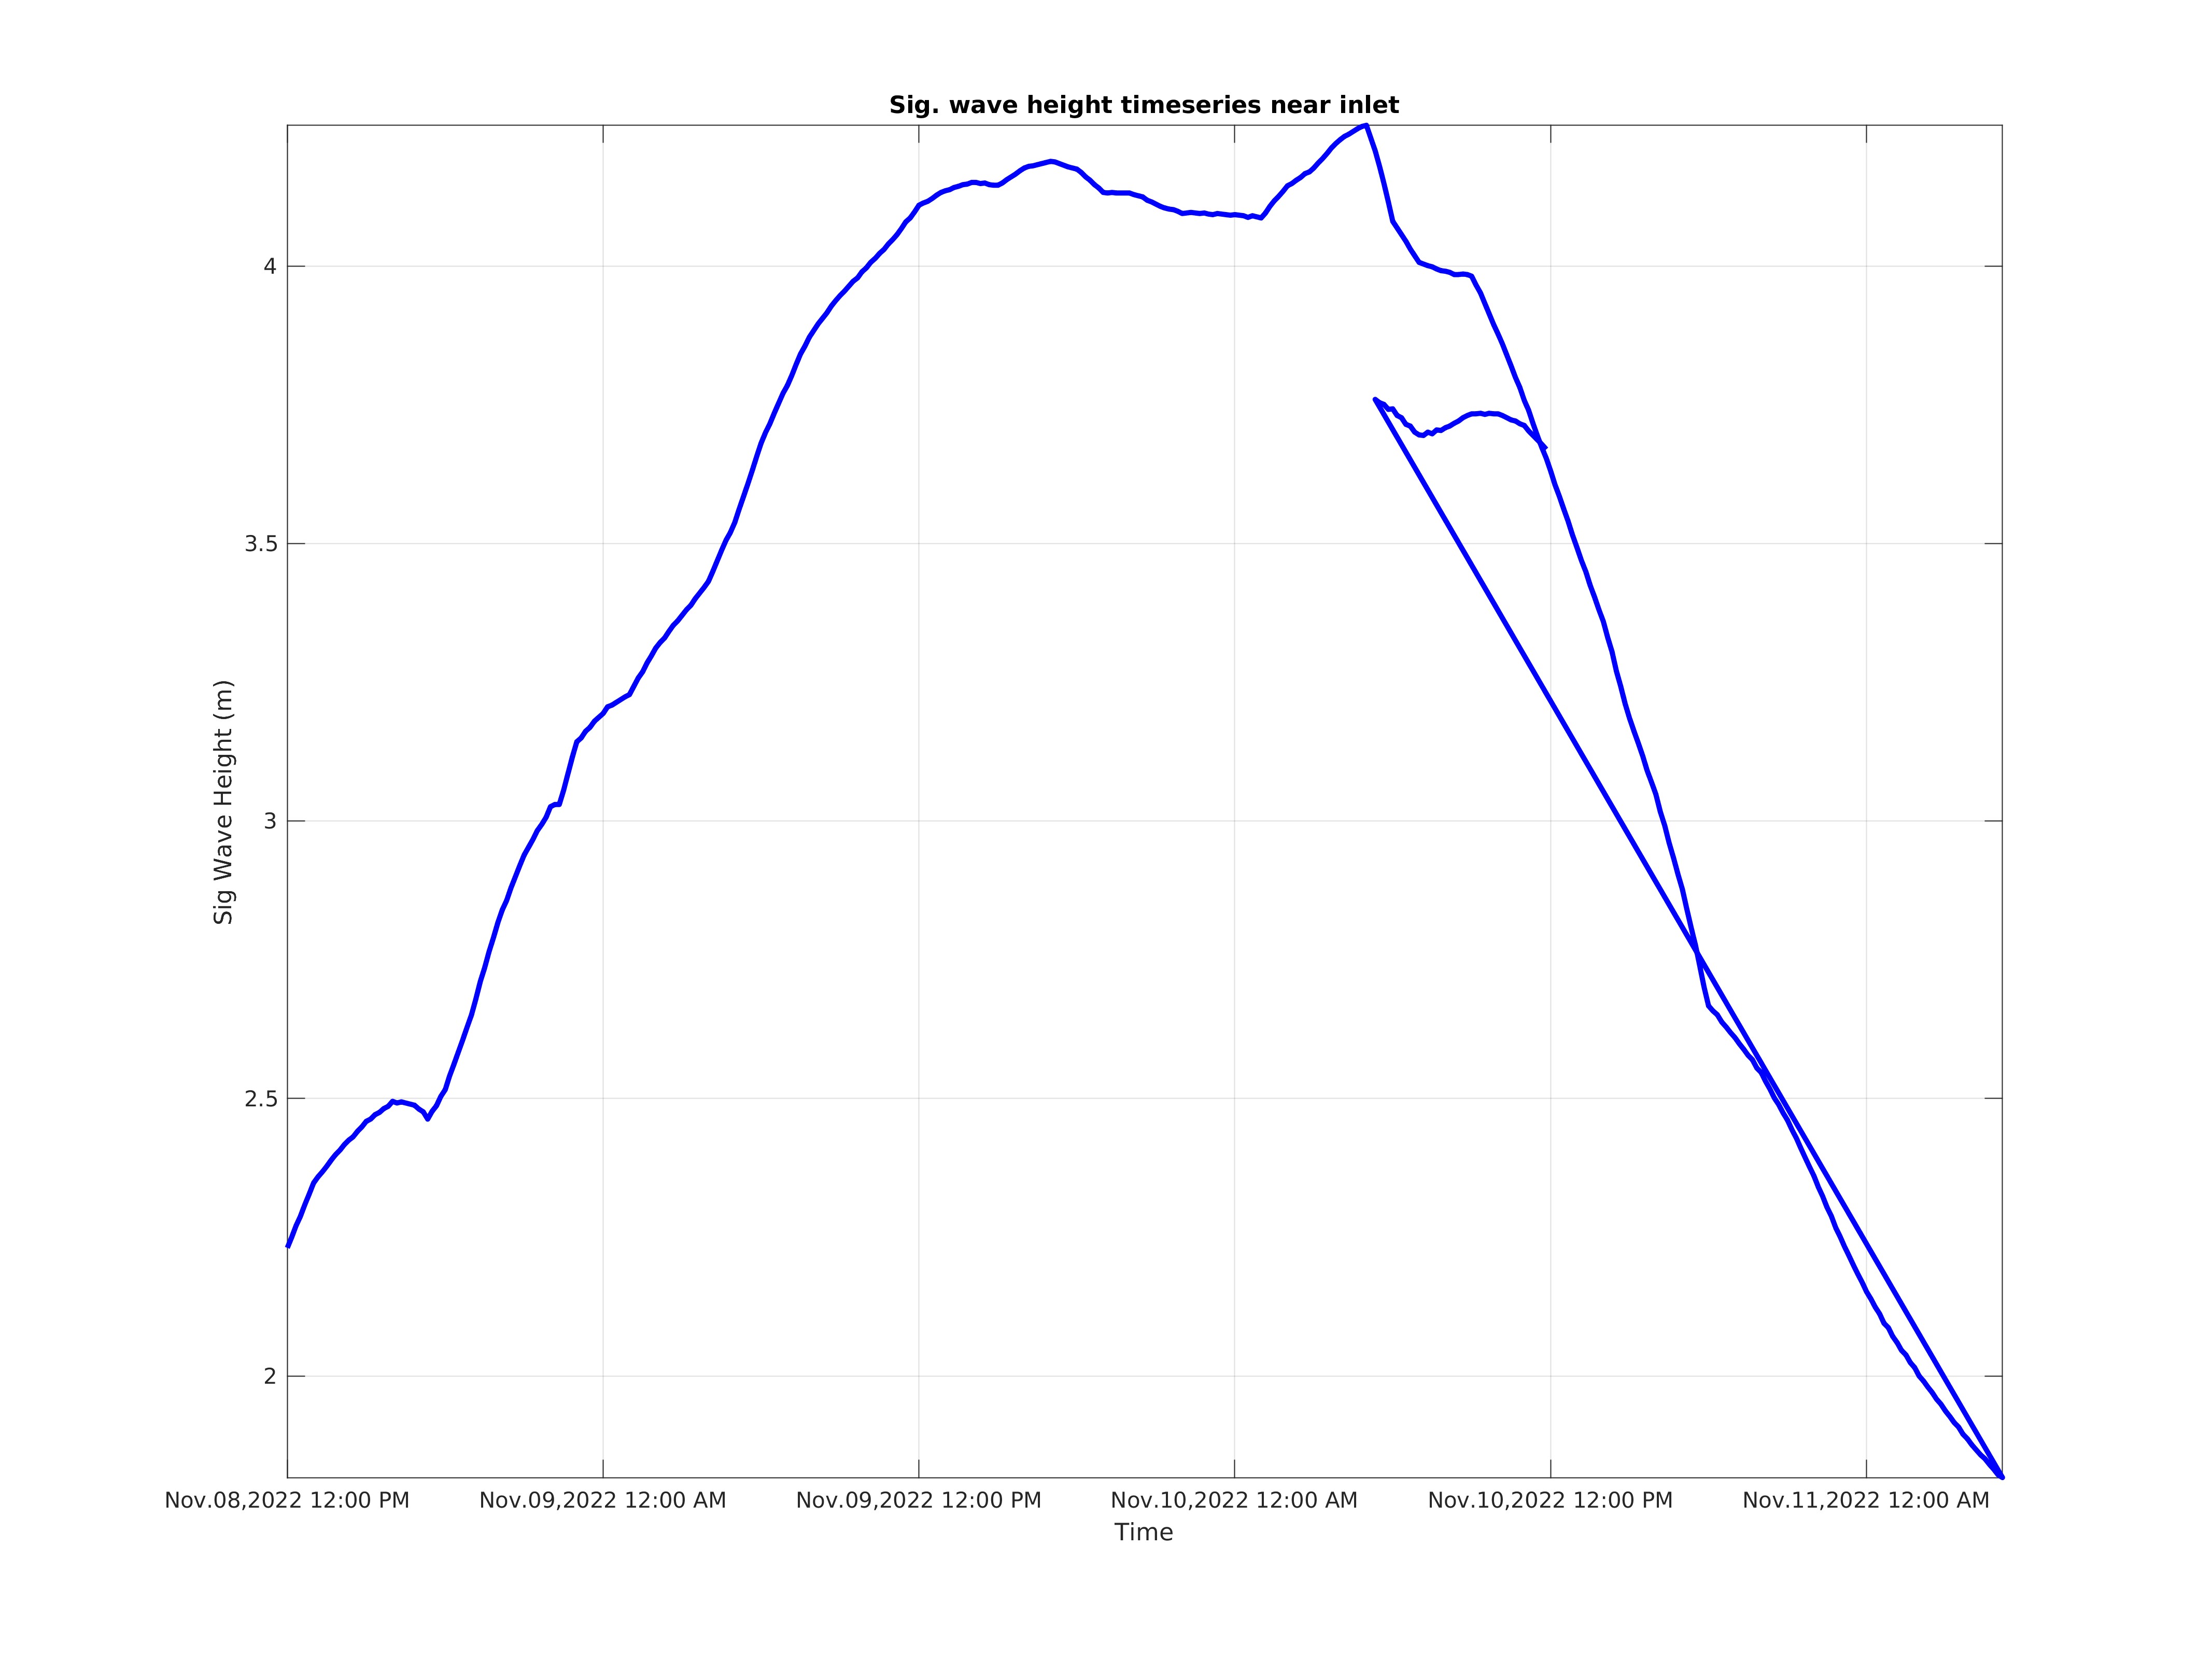 Sig. wave height timeseries near inlet
4
3.5
3
2.5
2
Sig Wave Height (m)
Nov.08,2022 12:00 PM Nov.09,2022 12:00 AM Nov.09,2022 12:00 PM Nov.10,2022 12:00 AM Nov.10,2022 12:00 PM Nov.11,2022 12:00 AM
Time